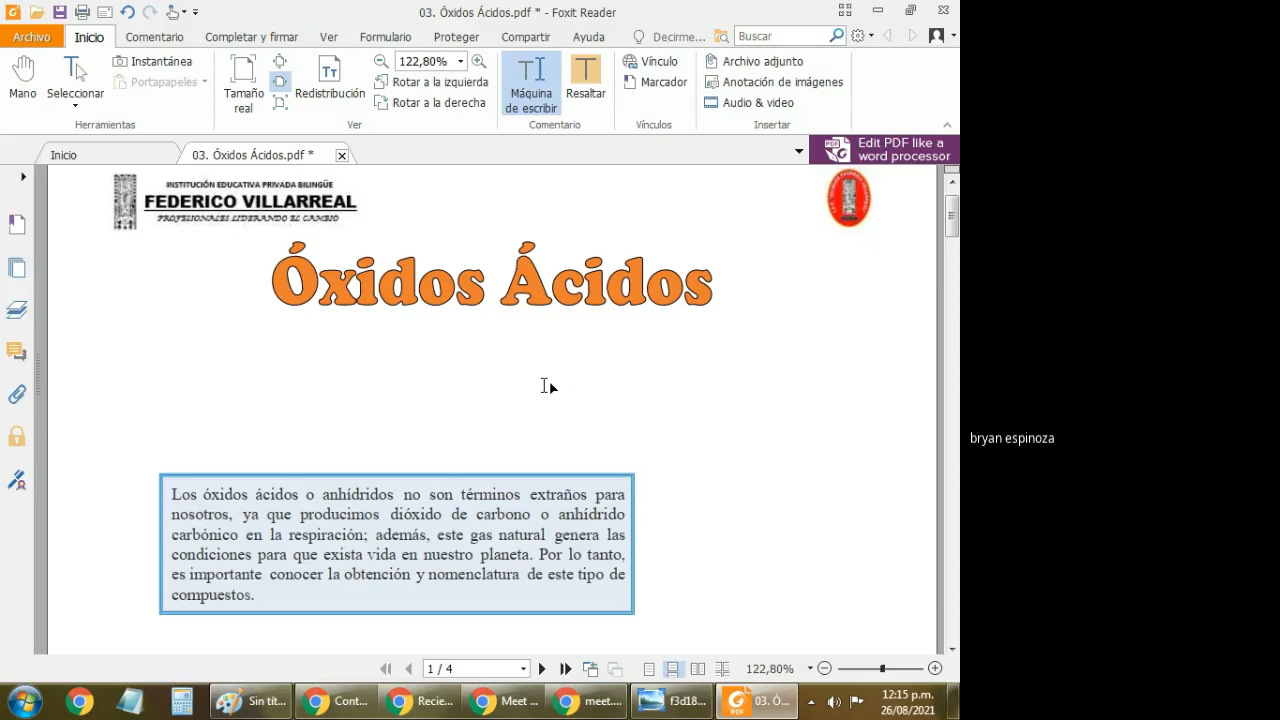 03. Óxidos Ácidos.pdf * - Foxit Reader
Archivo Inicio Comentario Completar y firmar Ver Formulario Proteger Compartir Ayuda Decirme... Buscar
Mano
Seleccionar
Instantánea
Portapapeles
Herramientas
Tamaño real
Redistribución
122,80%
Rotar a la izquierda
Rotar a la derecha
Ver
Máquina de escribir
Resaltar
Comentario
Vínculo
Marcador
Vínculos
Archivo adjunto
Anotación de imágenes
Audio & video
Insertar
Inicio
03. Óxidos Ácidos.pdf *
Edit PDF like a
word processor
INSTITUCIÓN EDUCATIVA PRIVADA BILINGÜE
FEDERICO VILLARREAL
PROFESIONALES LIDERANDO EL CAMBIO
Óxidos Ácidos
Los óxidos ácidos o anhídridos no son términos extraños para
nosotros, ya que producimos dióxido de carbono o anhídrido
carbónico en la respiración; además, este gas natural genera las
condiciones para que exista vida en nuestro planeta. Por lo tanto,
es importante conocer la obtención y nomenclatura de este tipo de
compuestos.
bryan espinoza
1 / 4
122,80%
Sin tít...
Cont...
Recie...
Meet ...
meet....
f3d18...
03. Ó...
12:15 p.m.
26/08/2021